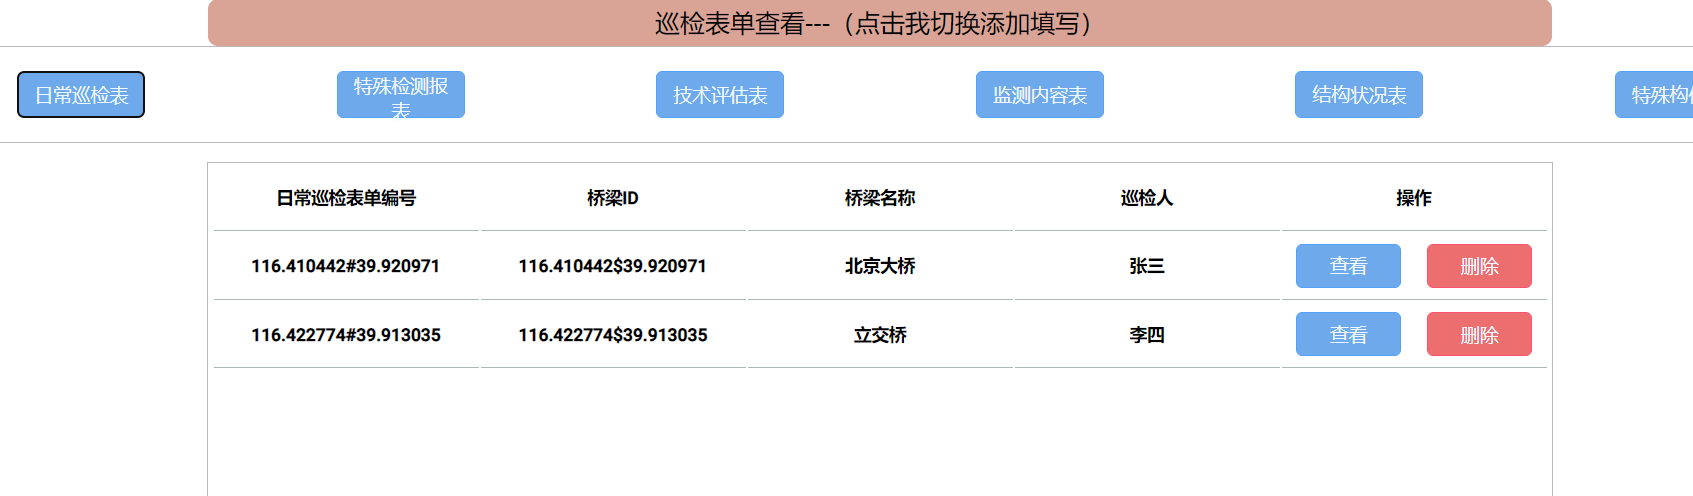 巡检表单查看---（点击我切换添加填写）
日常巡检表 特殊检测报表 技术评估表 监测内容表 结构状况表 特殊构
日常巡检表单编号 桥梁ID 桥梁名称 巡检人 操作
116.410442#39.920971 116.410442$39.920971 北京大桥 张三 查看 删除
116.422774#39.913035 116.422774$39.913035 立交桥 李四 查看 删除